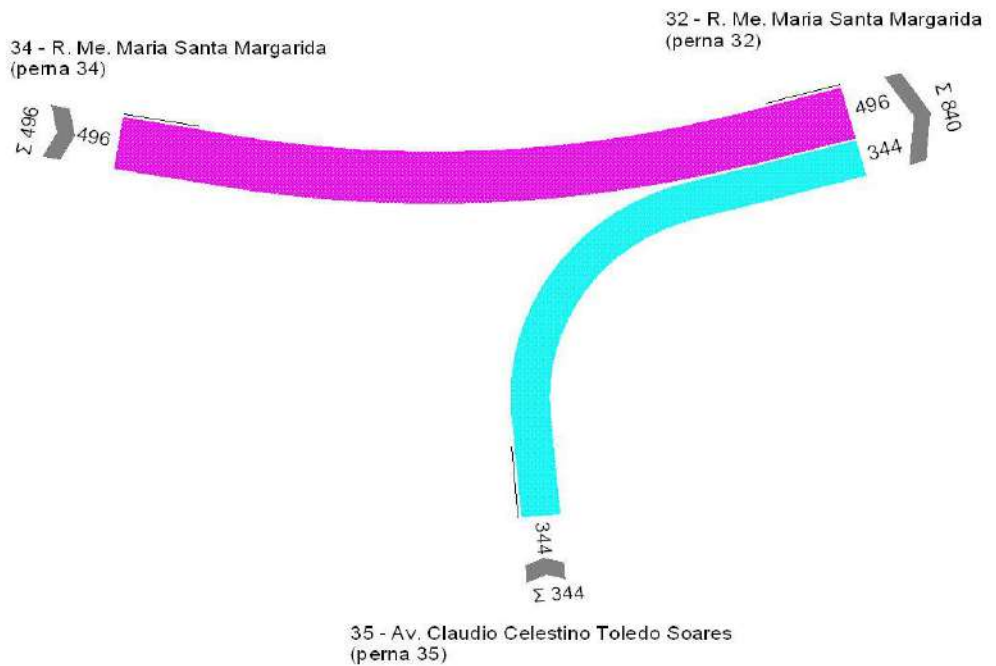 32 - R. Me. Maria Santa Margarida
(perna 32)
34 - R. Me. Maria Santa Margarida
(perna 34)
Σ 496
496
496
344
Σ 840
344
Σ 344
35 - Av. Claudio Celestino Toledo Soares
(perna 35)